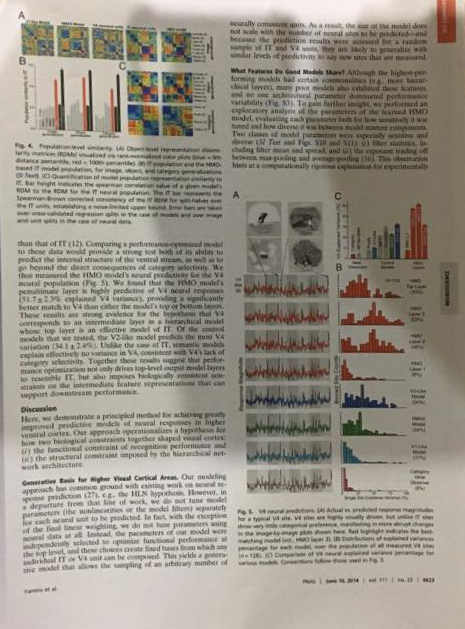 Fig. 4. Population-level similarity. (A) Object-level representation dissimi-
larity matrices (RDMs) visualized via rank-normalized color plots (blue = 0th
distance percentile, red = 100th percentile). (B) IT population and the HMO-
based IT model population, for image, object, and category generalizations
(SI Text). (C) Quantification of model population representation similarity to
IT. Bar height indicates the spearman correlation value of a given model's
RDM to the RDM for the IT neural population. The IT bar represents the
Spearman-Brown corrected consistency of the IT RDM for split-halves over
the IT units, establishing a noise-limited upper bound. Error bars are taken
over cross-validated regression splits in the case of models and over image
and unit splits in the case of neural data.
than that of IT (12). Comparing a performance-optimized model
to these data would provide a strong test both of its ability to
predict the internal structure of the ventral stream, as well as to
go beyond the direct consequences of category selectivity. We
thus measured the HMO model's neural predictivity for the V4
neural population (Fig. 5). We found that the HMO model's
penultimate layer is highly predictive of V4 neural responses
(51.7 ± 2.3% explained V4 variance), providing a significantly
better match to V4 than either the model's top or bottom layers.
These results are strong evidence for the hypothesis that V4
corresponds to an intermediate layer in a hierarchical model
whose top layer is an effective model of IT. Of the control
models that we tested, the V2-like model predicts the most V4
variation (34.1 ± 2.4%). Unlike the case of IT, semantic models
explain effectively no variance in V4, consistent with V4's lack of
category selectivity. Together these results suggest that perfor-
mance optimization not only drives top-level output model layers
to resemble IT, but also imposes biologically consistent con-
straints on the intermediate feature representations that can
support downstream performance.
Discussion
Here, we demonstrate a principled method for achieving greatly
improved predictive models of neural responses in higher
ventral cortex. Our approach operationalizes a hypothesis for
how two biological constraints together shaped visual cortex:
(i) the functional constraint of recognition performance and
(ii) the structural constraint imposed by the hierarchical net-
work architecture.
Generative Basis for Higher Visual Cortical Areas. Our modeling
approach has common ground with existing work on neural re-
sponse prediction (27), e.g., the HLN hypothesis. However, in
a departure from that line of work, we do not tune model
parameters (the nonlinearities or the model filters) separately
for each neural unit to be predicted. In fact, with the exception
of the final linear weighting, we do not tune parameters using
neural data at all. Instead, the parameters of our model were
independently selected to optimize functional performance at
the top level, and these choices create fixed bases from which any
individual IT or V4 unit can be composed. This yields a genera-
tive model that allows the sampling of an arbitrary number of
Yamins et al.
neurally consistent units. As a result, the size of the model does
not scale with the number of neural sites to be predicted—and
because the prediction results were assessed for a random
sample of IT and V4 units, they are likely to generalize with
similar levels of predictivity to any new sites that are measured.
What Features Do Good Models Share? Although the highest-per-
forming models had certain commonalities (e.g., more hierar-
chical layers), many poor models also exhibited these features,
and no one architectural parameter dominated performance
variability (Fig. S3). To gain further insight, we performed an
exploratory analysis of the parameters of the learned HMO
model, evaluating each parameter both for how sensitively it was
tuned and how diverse it was between model mixture components.
Two classes of model parameters were especially sensitive and
diverse (SI Text and Figs. S10 and S11): (i) filter statistics, in-
cluding filter mean and spread, and (ii) the exponent trading off
between max-pooling and average-pooling (16). This observation
hints at a computationally rigorous explanation for experimentally
A
C
B
NEUROSCIENCE
Fig. 5. V4 neural predictions. (A) Actual vs. predicted response magnitudes
for a typical V4 site. V4 sites are highly visually driven, but unlike IT sites
show very little categorical preference, manifesting in more abrupt changes
in the image-by-image plots shown here. Red highlight indicates the best-
matching model (viz., HMO layer 3). (B) Distributions of explained variances
percentage for each model, over the population of all measured V4 sites
(n = 128). (C) Comparison of V4 neural explained variance percentage for
various models. Conventions follow those used in Fig. 3.
PNAS | June 10, 2014 | vol. 111 | no. 23 | 8623